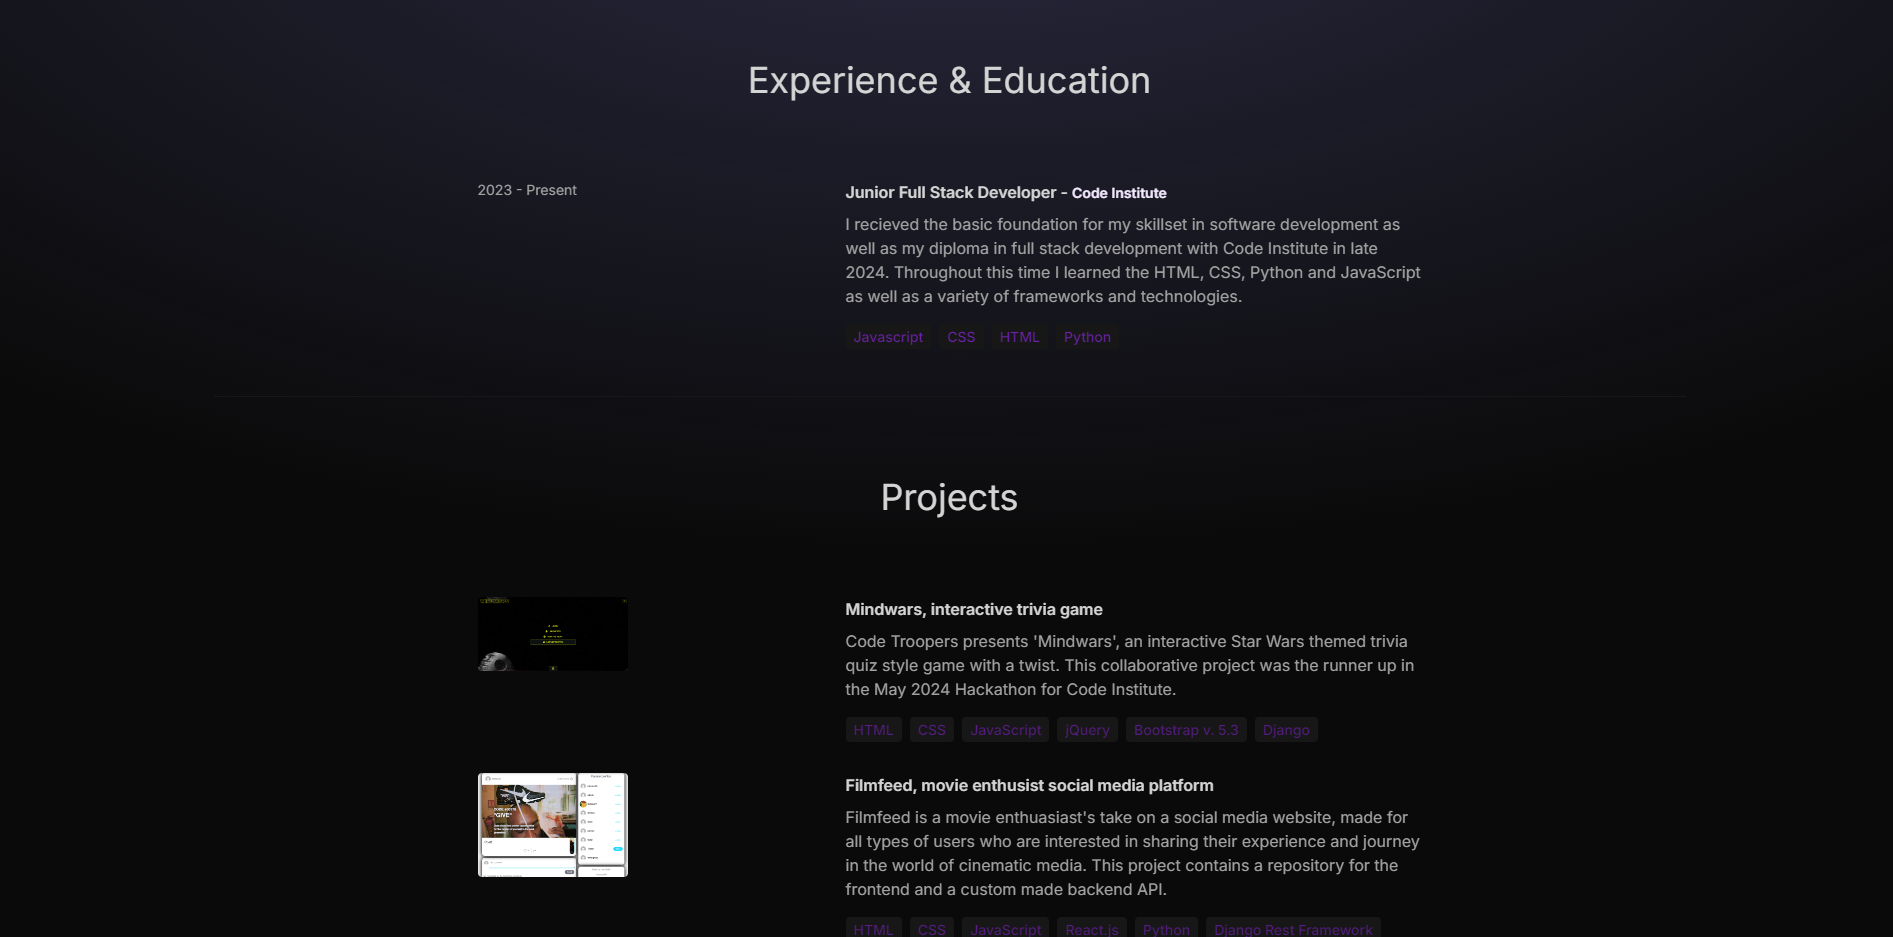 Experience & Education
2023 - Present
Junior Full Stack Developer - Code Institute
I recieved the basic foundation for my skillset in software development as
well as my diploma in full stack development with Code Institute in late
2024. Throughout this time I learned the HTML, CSS, Python and JavaScript
as well as a variety of frameworks and technologies.
Javascript CSS HTML Python
Projects
Mindwars, interactive trivia game
Code Troopers presents 'Mindwars', an interactive Star Wars themed trivia
quiz style game with a twist. This collaborative project was the runner up in
the May 2024 Hackathon for Code Institute.
HTML CSS JavaScript jQuery Bootstrap v. 5.3 Django
"GIVE"
Filmfeed, movie enthusist social media platform
Filmfeed is a movie enthuasiast's take on a social media website, made for
all types of users who are interested in sharing their experience and journey
in the world of cinematic media. This project contains a repository for the
frontend and a custom made backend API.
HTML CSS JavaScript React.js Python Django Rest Framework